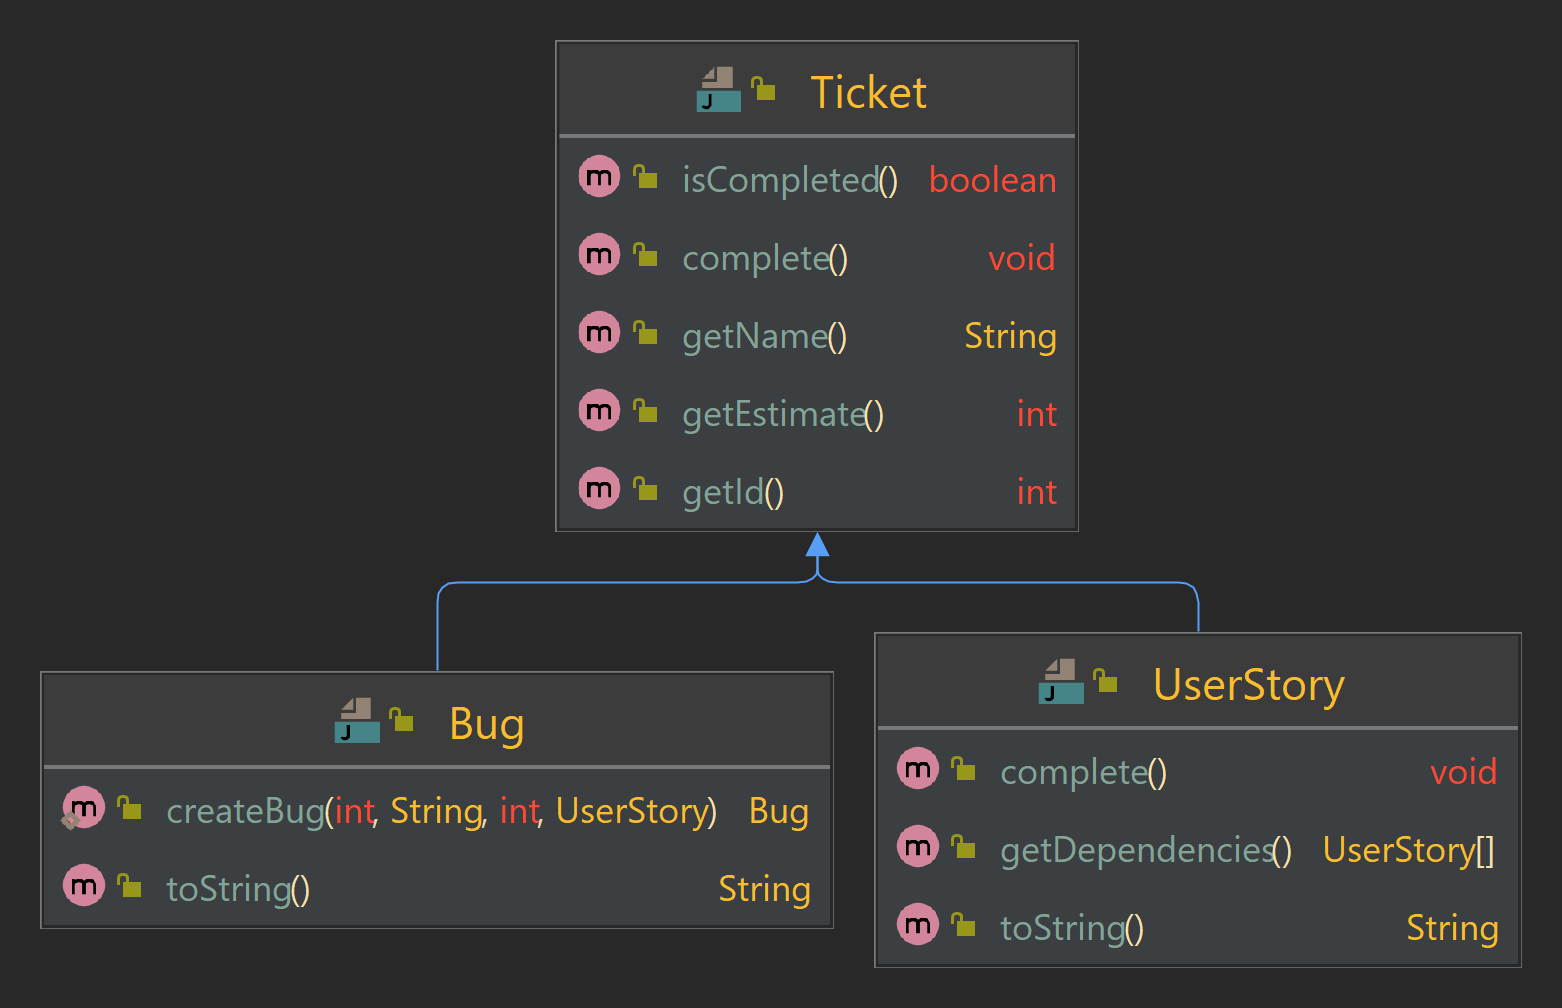 J Ticket
m isCompleted() boolean
m complete() void
m getName() String
m getEstimate() int
m getId() int
J Bug
m createBug(int, String, int, UserStory) Bug
m toString() String
J UserStory
m complete() void
m getDependencies() UserStory[]
m toString() String